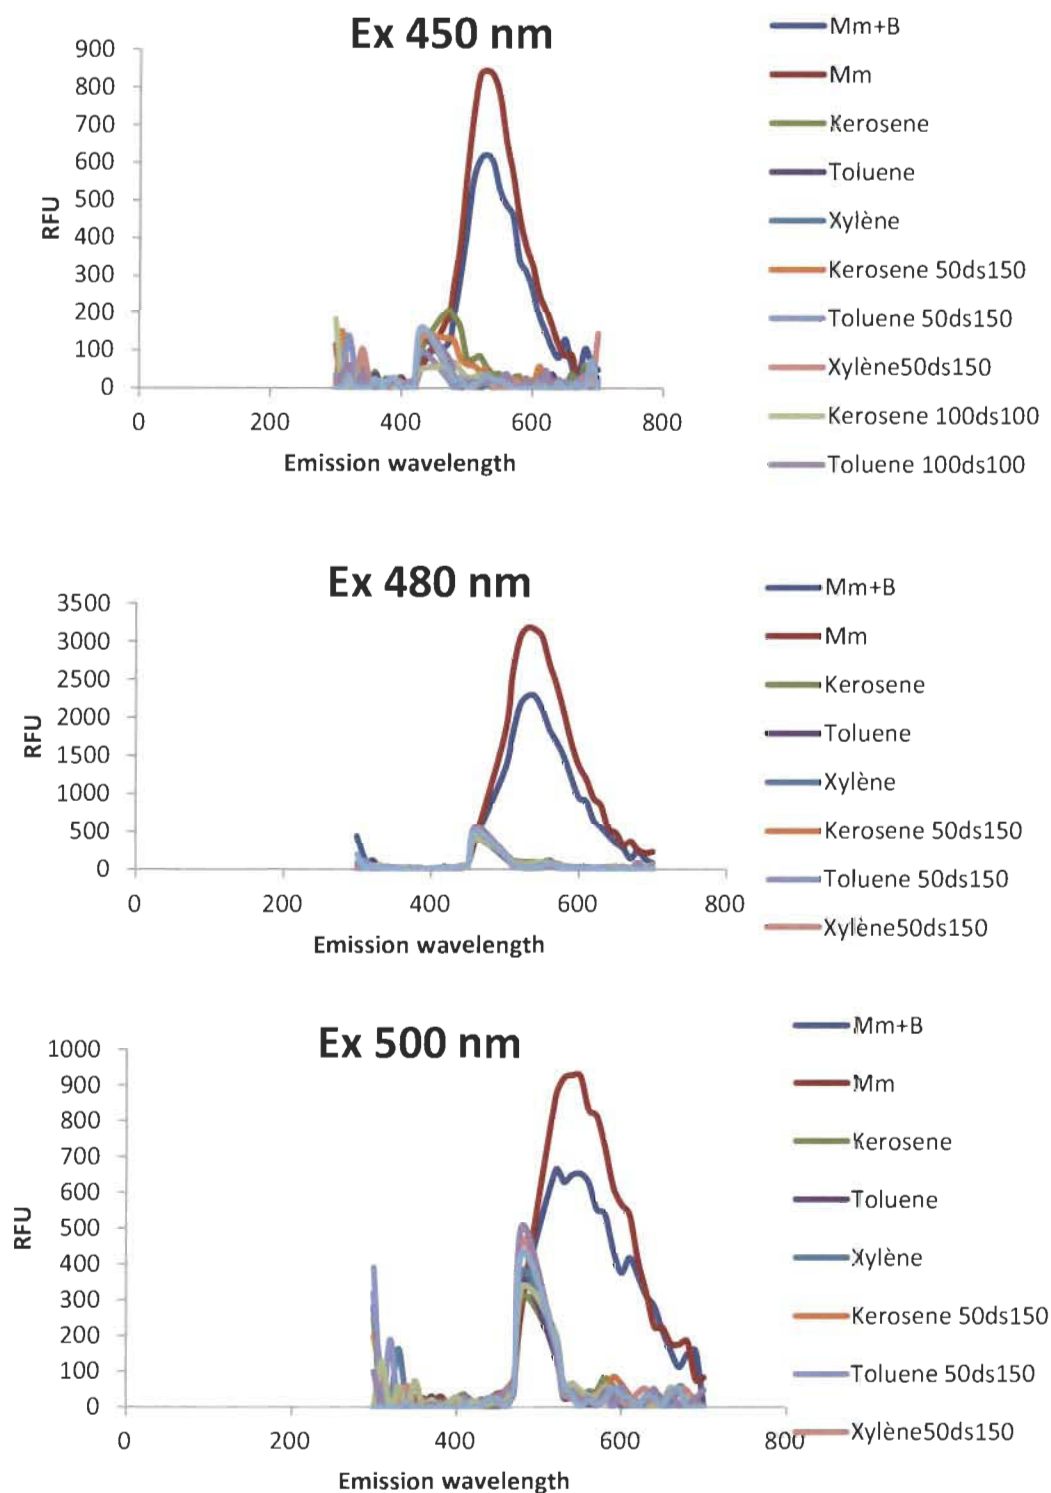 Ex 450 nm
900
800
700
600
500
400
300
200
100
0
RFU
0 200 400 600 800
Emission wavelength
Mm+B
Mm
Kerosene
Toluene
Xylène
Kerosene 50ds150
Toluene 50ds150
Xylène50ds150
Kerosene 100ds100
Toluene 100ds100
Ex 480 nm
3500
3000
2500
2000
1500
1000
500
0
RFU
0 200 400 600 800
Emission wavelength
Mm+B
Mm
Kerosene
Toluene
Xylène
Kerosene 50ds150
Toluene 50ds150
Xylène50ds150
Ex 500 nm
1000
900
800
700
600
500
400
300
200
100
0
RFU
0 200 400 600 800
Emission wavelength
Mm+B
Mm
Kerosene
Toluene
Xylène
Kerosene 50ds150
Toluene 50ds150
Xylène50ds150